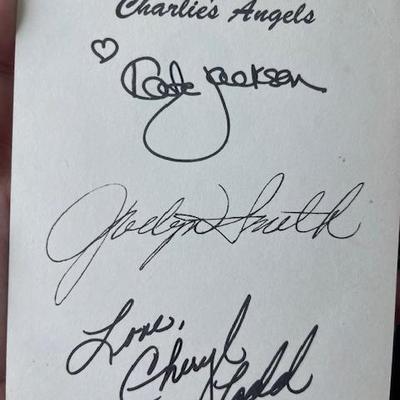 Charlie's Angels
Kate Jackson
Jaclyn Smith
Love,
Cheryl
Ladd